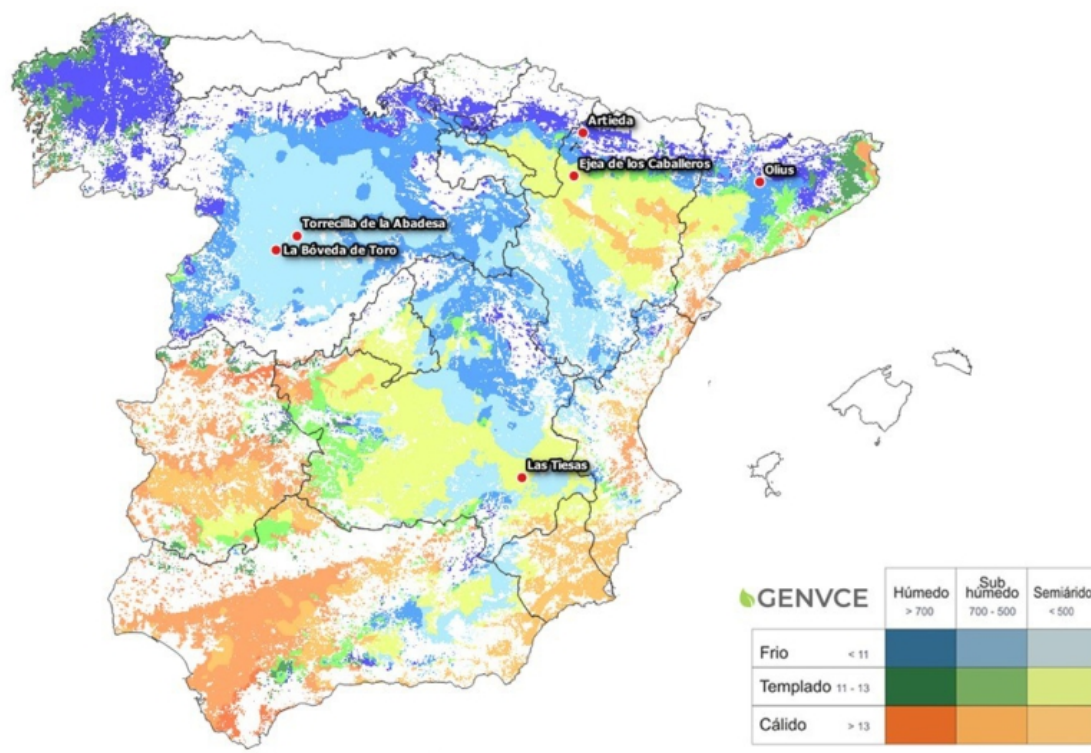 Artieda
Ejea de los Caballeros
Olius
Torrecilla de la Abadesa
La Bóveda de Toro
Las Tiesas
GENVCE
Húmedo
> 700
Sub
húmedo
700 - 500
Semiárido
< 500
Frio < 11
Templado 11 - 13
Cálido > 13